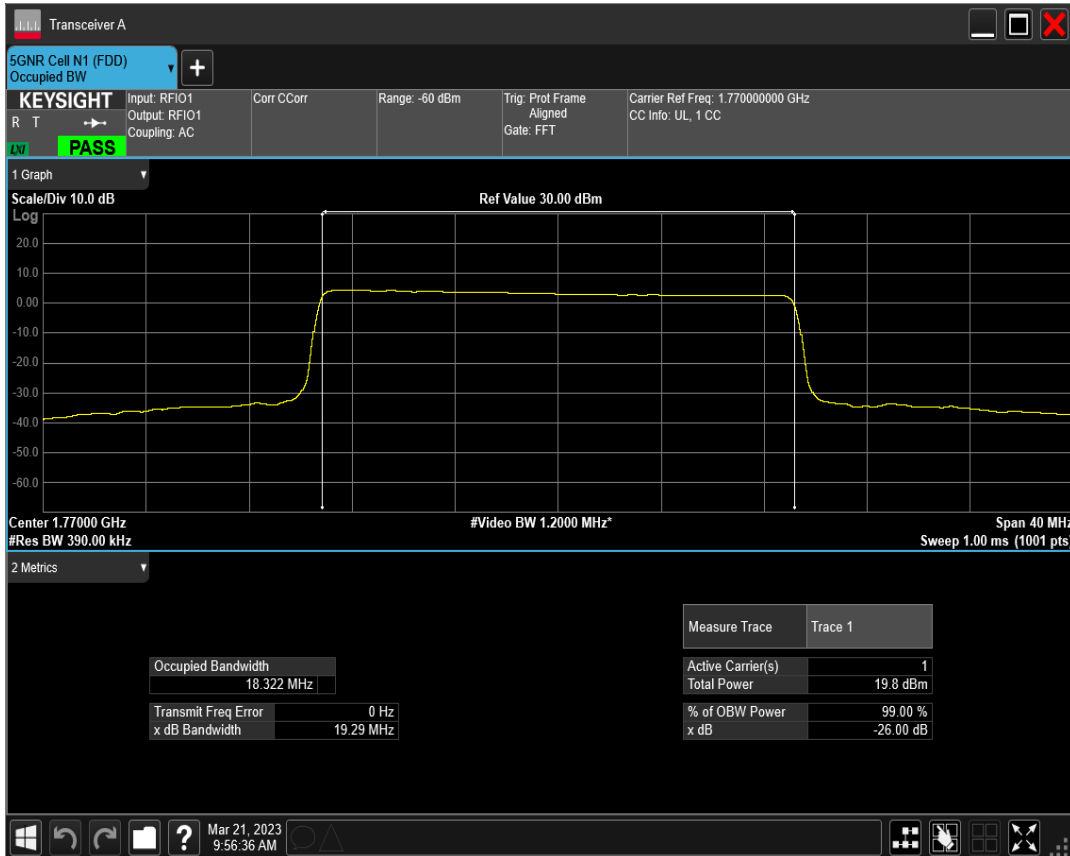 Transceiver A
5GNR Cell N1 (FDD)
Occupied BW
+
KEYSIGHT
R T
LXI
PASS
Input: RFIO1
Output: RFIO1
Coupling: AC
Corr CCorr
Range: -60 dBm
Trig: Prot Frame
Aligned
Gate: FFT
Carrier Ref Freq: 1.770000000 GHz
CC Info: UL, 1 CC
1 Graph
Scale/Div 10.0 dB
Ref Value 30.00 dBm
Log
20.0
10.0
0.00
-10.0
-20.0
-30.0
-40.0
-50.0
-60.0
Center 1.77000 GHz
#Video BW 1.2000 MHz*
Span 40 MHz
#Res BW 390.00 kHz
Sweep 1.00 ms (1001 pts)
2 Metrics
Measure Trace Trace 1
Occupied Bandwidth
18.322 MHz
Active Carrier(s) 1
Total Power 19.8 dBm
Transmit Freq Error 0 Hz
x dB Bandwidth 19.29 MHz
% of OBW Power 99.00 %
x dB -26.00 dB
?
Mar 21, 2023
9:56:36 AM